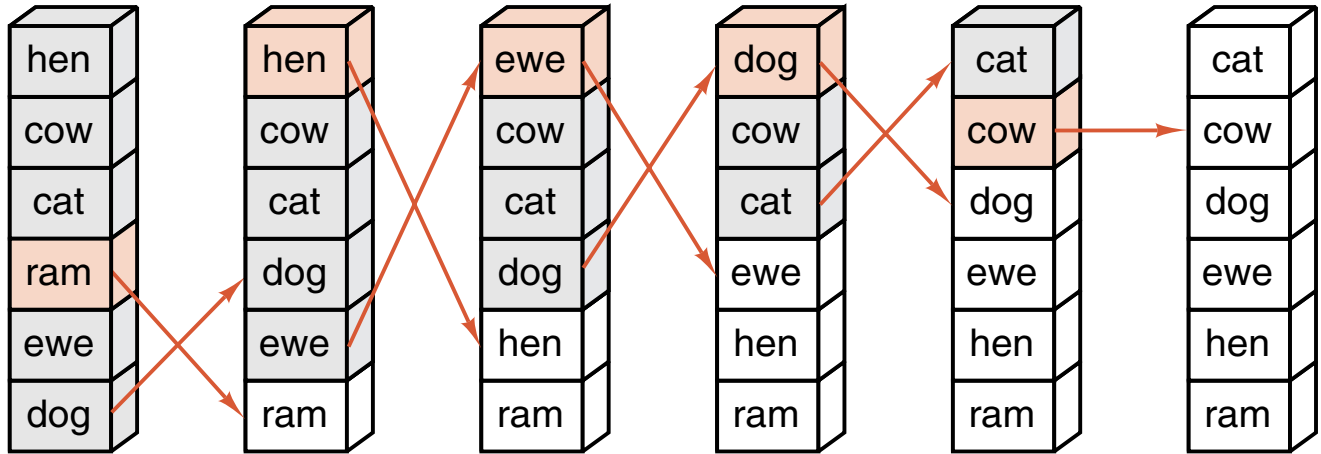 hen hen ewe dog cat cat
cow cow cow cow cow cow
cat cat cat cat dog dog
ram dog dog ewe ewe ewe
ewe ewe hen hen hen hen
dog ram ram ram ram ram